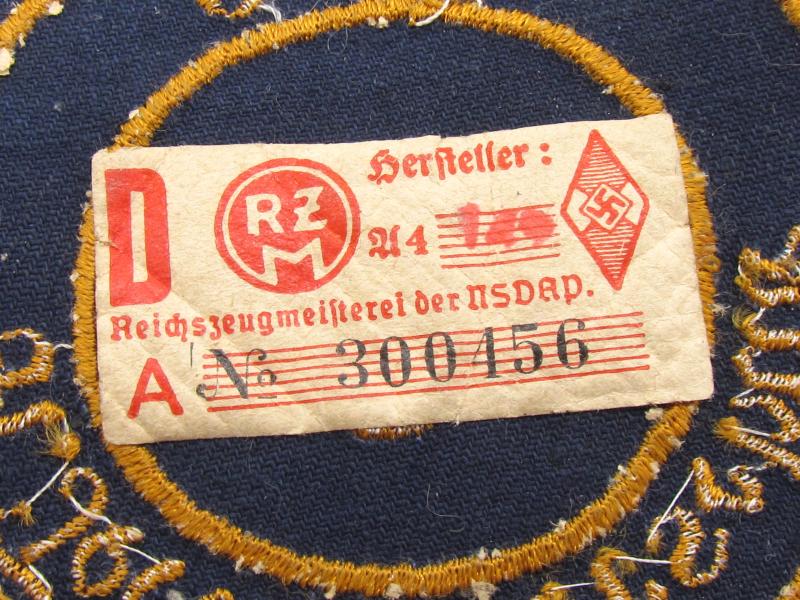 D
RZM
Hersteller:
A4
Reichszeugmeisterei der NSDAP.
A № 300456